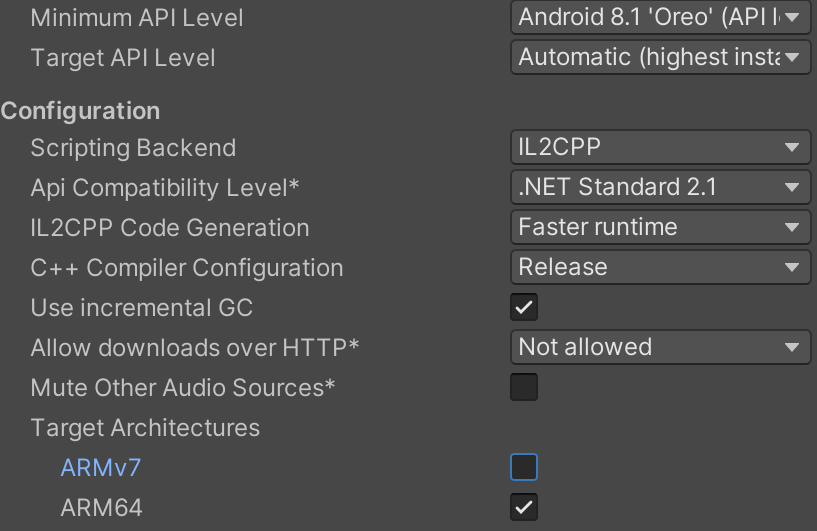 Minimum API Level Android 8.1 'Oreo' (API l
Target API Level Automatic (highest insta
Configuration
Scripting Backend IL2CPP
Api Compatibility Level* .NET Standard 2.1
IL2CPP Code Generation Faster runtime
C++ Compiler Configuration Release
Use incremental GC
Allow downloads over HTTP* Not allowed
Mute Other Audio Sources*
Target Architectures
ARMv7
ARM64